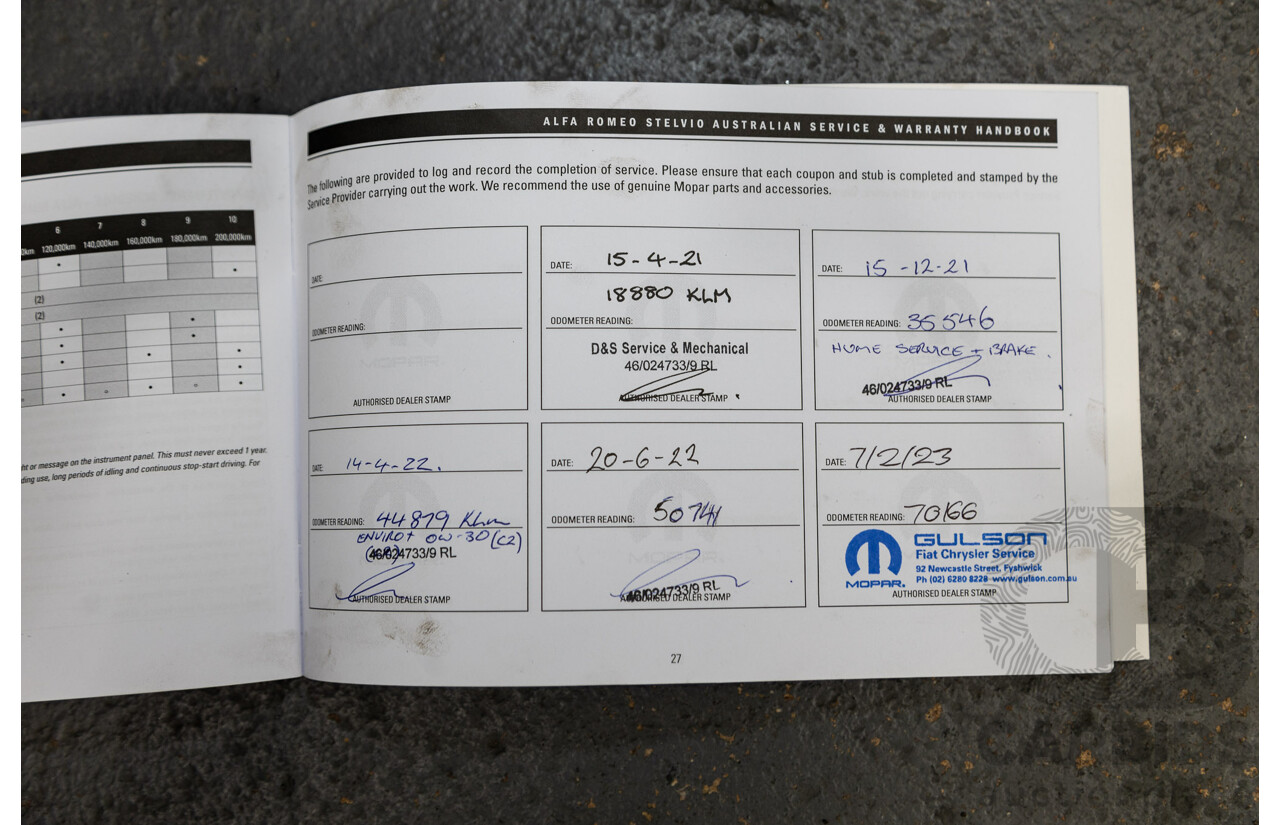 ALFA ROMEO STELVIO AUSTRALIAN SERVICE & WARRANTY HANDBOOK
The following are provided to log and record the completion of service. Please ensure that each coupon and stub is completed and stamped by the
Service Provider carrying out the work. We recommend the use of genuine Mopar parts and accessories.
6 7 8 9 10
120,000km 140,000km 160,000km 180,000km 200,000km
(2)
(2)
ht or message on the instrument panel. This must never exceed 1 year.
ding use, long periods of idling and continuous stop-start driving. For
DATE:
ODOMETER READING:
MOPAR
AUTHORISED DEALER STAMP
DATE: 15-4-21
18880 KLM
ODOMETER READING:
D&S Service & Mechanical
46/024733/9 RL
AUTHORISED DEALER STAMP
DATE: 15-12-21
ODOMETER READING: 35546
HOME SERVICE + BRAKE.
46/024733/9 RL
AUTHORISED DEALER STAMP
DATE: 14-4-22.
ODOMETER READING: 44879 Klm
ENVIROT OW-30 (C2)
46/024733/9 RL
AUTHORISED DEALER STAMP
DATE: 20-6-22
ODOMETER READING: 50741
46/024733/9 RL
AUTHORISED DEALER STAMP
DATE: 7/2/23
ODOMETER READING: 70166
MOPAR.
GULSON
Fiat Chrysler Service
92 Newcastle Street, Fyshwick
Ph (02) 6280 8228 www.gulson.com.au
AUTHORISED DEALER STAMP
27